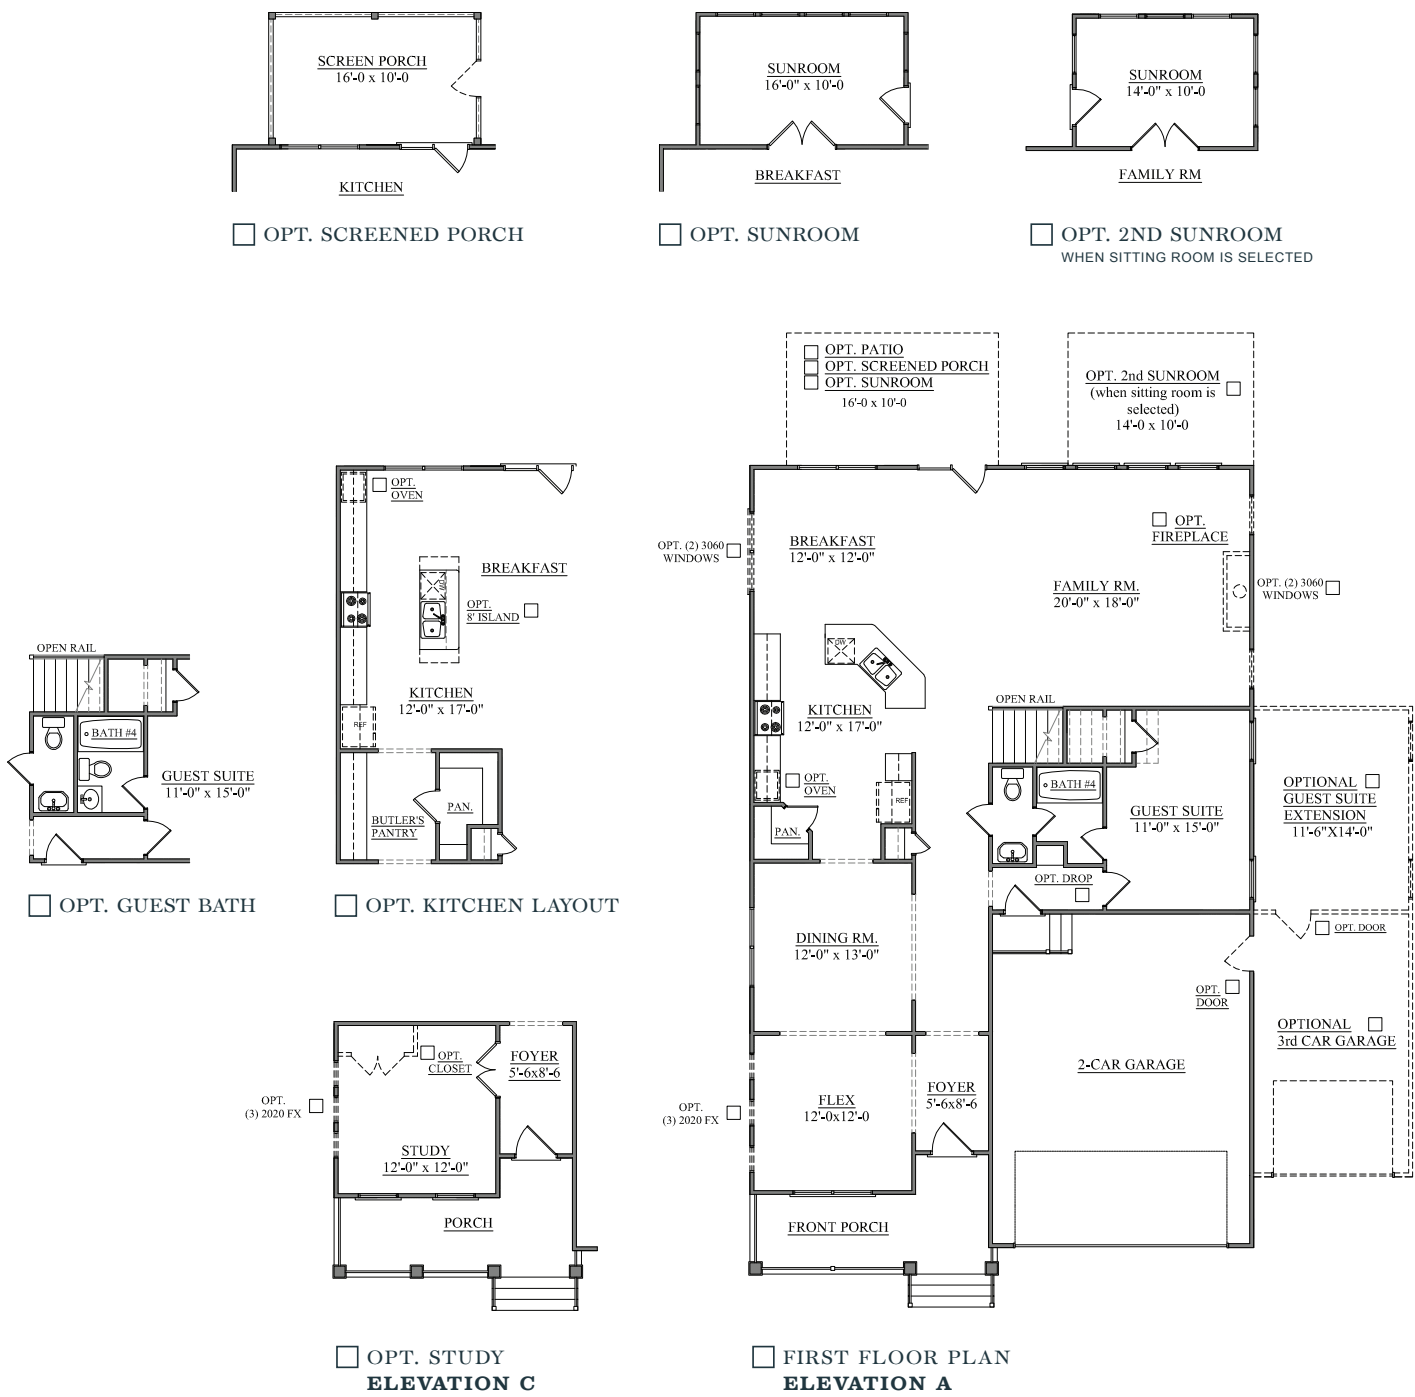 SCREEN PORCH
16'-0 x 10'-0
KITCHEN
OPT. SCREENED PORCH
SUNROOM
16'-0" x 10'-0
BREAKFAST
OPT. SUNROOM
SUNROOM
14'-0" x 10'-0
FAMILY RM
OPT. 2ND SUNROOM
WHEN SITTING ROOM IS SELECTED
OPEN RAIL
BATH #4
GUEST SUITE
11'-0" x 15'-0"
OPT. GUEST BATH
OPT.
OVEN
BREAKFAST
DW
OPT.
8' ISLAND
KITCHEN
12'-0" x 17'-0"
REF
BUTLER'S
PANTRY
PAN.
OPT. KITCHEN LAYOUT
OPT.
CLOSET
FOYER
5'-6x8'-6
OPT.
(3) 2020 FX
STUDY
12'-0" x 12'-0"
PORCH
OPT. STUDY
ELEVATION C
OPT. PATIO
OPT. SCREENED PORCH
OPT. SUNROOM
16'-0 x 10'-0
OPT. 2nd SUNROOM
(when sitting room is
selected)
14'-0 x 10'-0
OPT. (2) 3060
WINDOWS
BREAKFAST
12'-0" x 12'-0"
OPT.
FIREPLACE
FAMILY RM.
20'-0" x 18'-0"
OPT. (2) 3060
WINDOWS
DW
KITCHEN
12'-0" x 17'-0"
OPEN RAIL
OPT.
OVEN
REF
PAN.
BATH #4
GUEST SUITE
11'-0" x 15'-0"
OPTIONAL
GUEST SUITE
EXTENSION
11'-6"X14'-0"
OPT. DROP
DINING RM.
12'-0" x 13'-0"
OPT. DOOR
OPT.
DOOR
OPTIONAL
3rd CAR GARAGE
2-CAR GARAGE
OPT.
(3) 2020 FX
FLEX
12'-0x12'-0
FOYER
5'-6x8'-6
FRONT PORCH
FIRST FLOOR PLAN
ELEVATION A